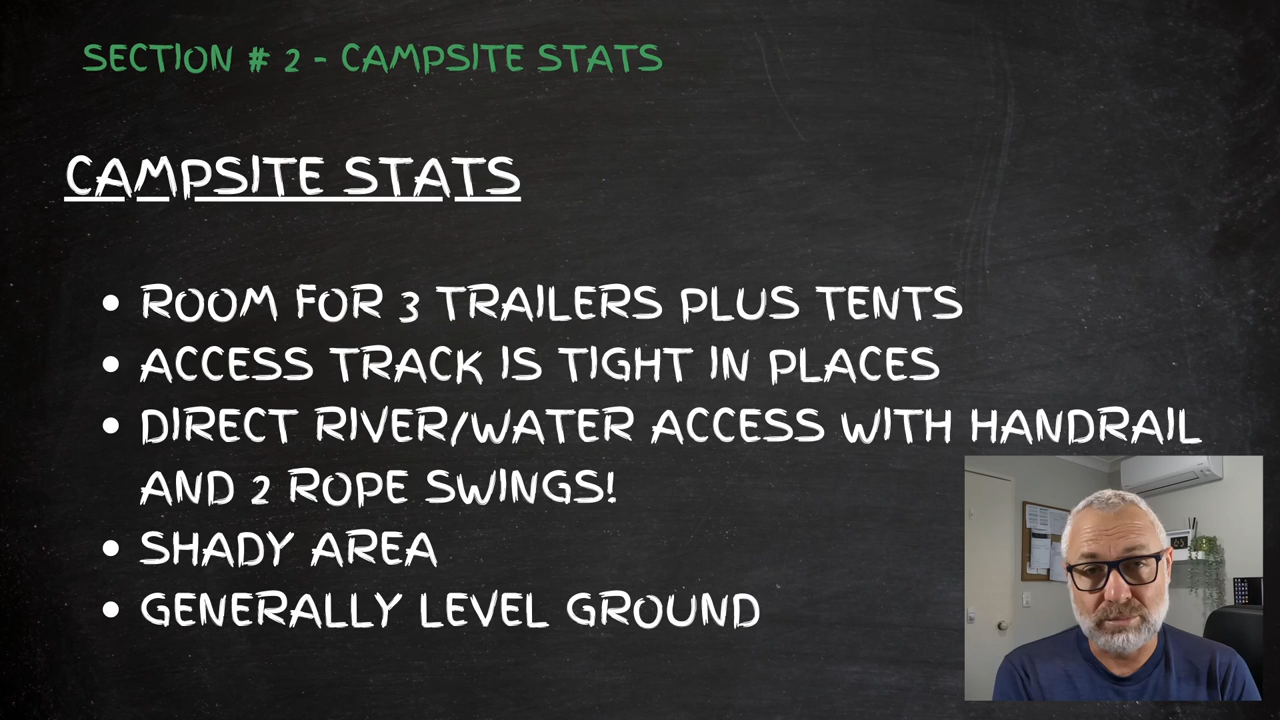 SECTION # 2 - CAMPSITE STATS
CAMPSITE STATS
• ROOM FOR 3 TRAILERS PLUS TENTS
• ACCESS TRACK IS TIGHT IN PLACES
• DIRECT RIVER/WATER ACCESS WITH HANDRAIL
AND 2 ROPE SWINGS!
• SHADY AREA
• GENERALLY LEVEL GROUND